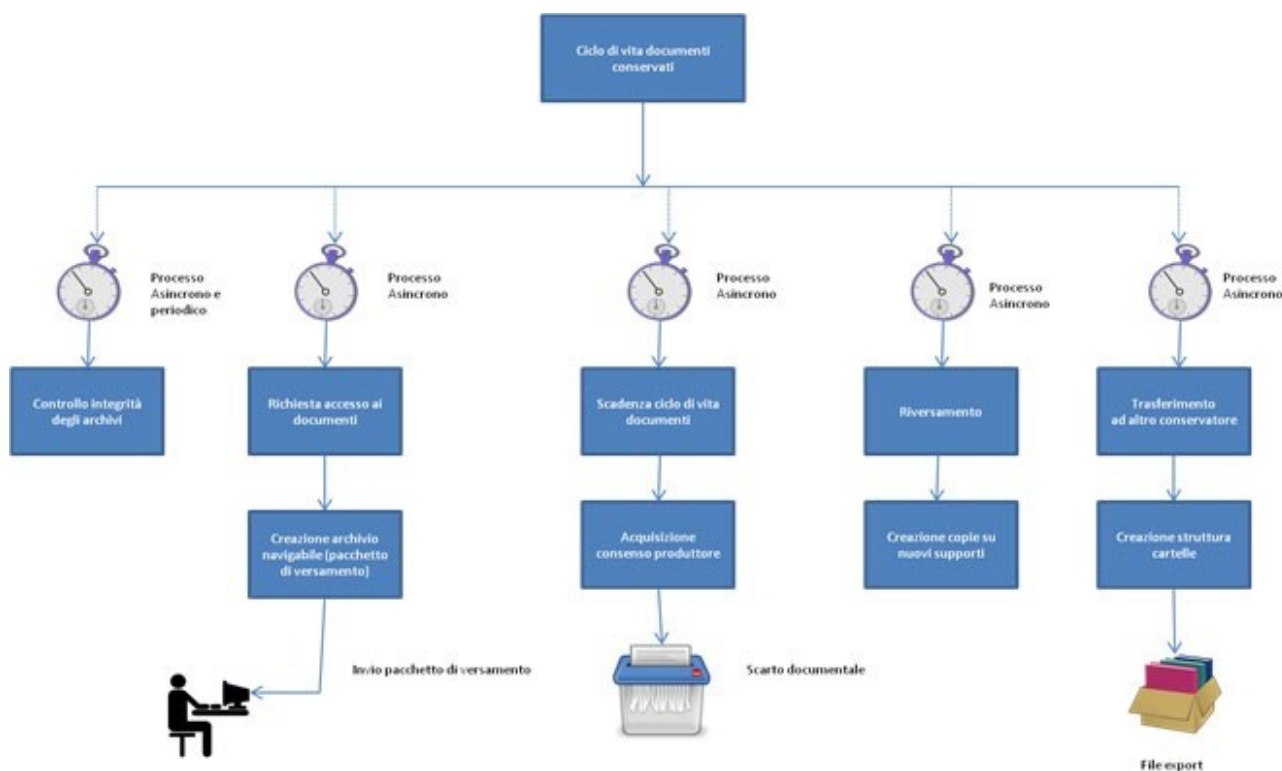 Ciclo di vita documenti
conservati
Processo
Asincrono e
periodico
Processo
Asincrono
Processo
Asincrono
Processo
Asincrono
Processo
Asincrono
Controllo integrità
degli archivi
Richiesta accesso ai
documenti
Scadenza ciclo di vita
documenti
Riversamento
Trasferimento
ad altro conservatore
Creazione archivio
navigabile (pacchetto
di versamento)
Acquisizione
consenso produttore
Creazione copie su
nuovi supporti
Creazione struttura
cartelle
Invio pacchetto di versamento
Scarto documentale
File export